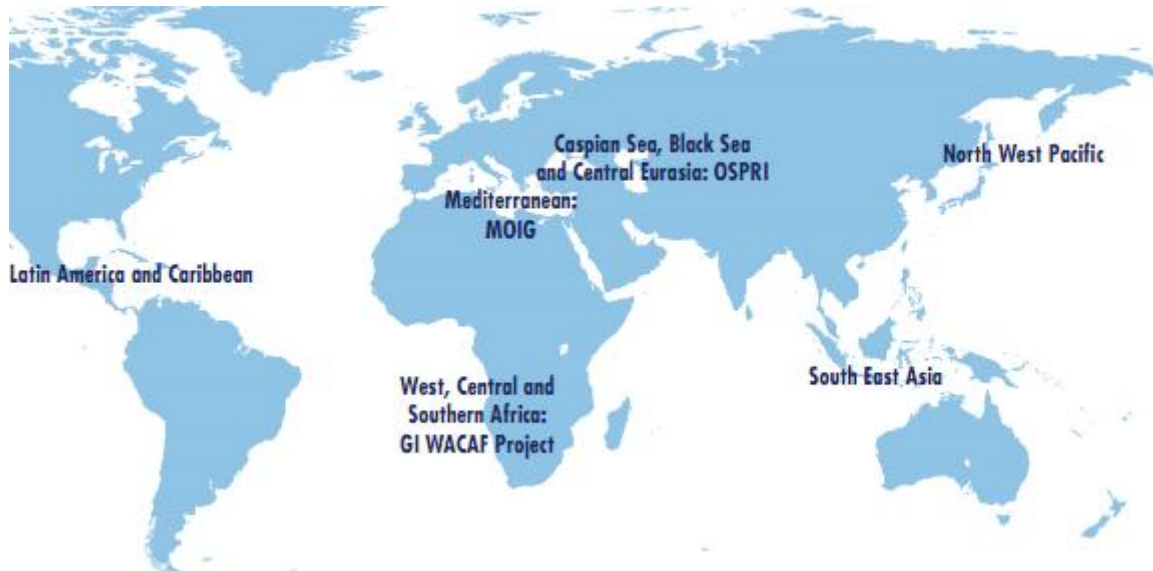 Caspian Sea, Black Sea
and Central Eurasia: OSPRI
North West Pacific
Mediterranean:
MOIG
Latin America and Caribbean
South East Asia
West, Central and
Southern Africa:
GI WACAF Project